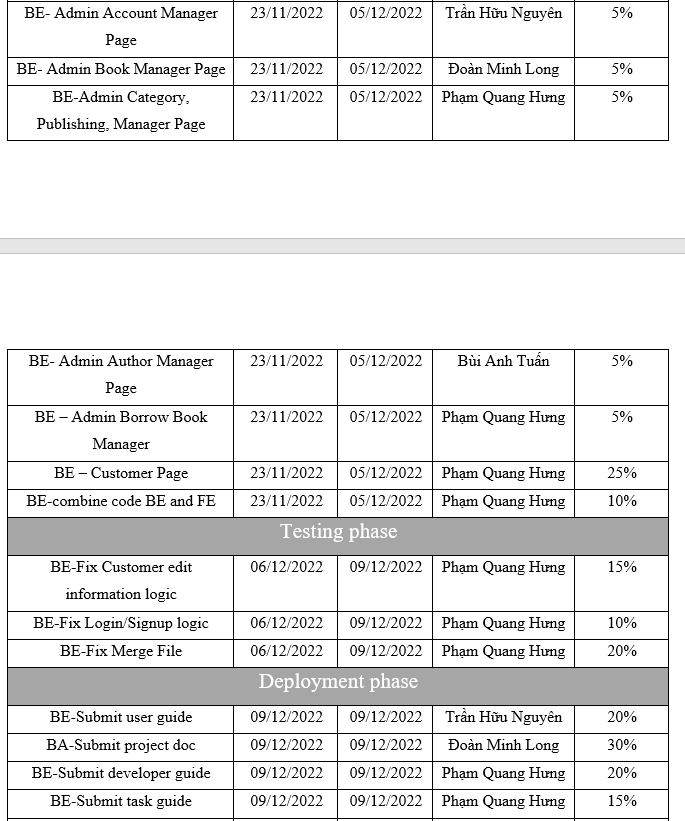 BE- Admin Account Manager Page 23/11/2022 05/12/2022 Trần Hữu Nguyên 5%
BE- Admin Book Manager Page 23/11/2022 05/12/2022 Đoàn Minh Long 5%
BE-Admin Category, Publishing, Manager Page 23/11/2022 05/12/2022 Phạm Quang Hưng 5%
BE- Admin Author Manager Page 23/11/2022 05/12/2022 Bùi Anh Tuấn 5%
BE – Admin Borrow Book Manager 23/11/2022 05/12/2022 Phạm Quang Hưng 5%
BE – Customer Page 23/11/2022 05/12/2022 Phạm Quang Hưng 25%
BE-combine code BE and FE 23/11/2022 05/12/2022 Phạm Quang Hưng 10%
Testing phase
BE-Fix Customer edit information logic 06/12/2022 09/12/2022 Phạm Quang Hưng 15%
BE-Fix Login/Signup logic 06/12/2022 09/12/2022 Phạm Quang Hưng 10%
BE-Fix Merge File 06/12/2022 09/12/2022 Phạm Quang Hưng 20%
Deployment phase
BE-Submit user guide 09/12/2022 09/12/2022 Trần Hữu Nguyên 20%
BA-Submit project doc 09/12/2022 09/12/2022 Đoàn Minh Long 30%
BE-Submit developer guide 09/12/2022 09/12/2022 Phạm Quang Hưng 20%
BE-Submit task guide 09/12/2022 09/12/2022 Phạm Quang Hưng 15%